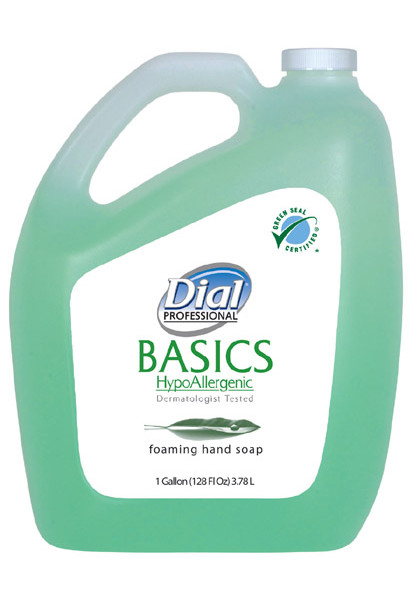 GREEN SEAL
CERTIFIED
®
Dial
®
PROFESSIONAL
BASICS
HypoAllergenic
Dermatologist Tested
foaming hand soap
1 Gallon (128 Fl Oz) 3.78 L